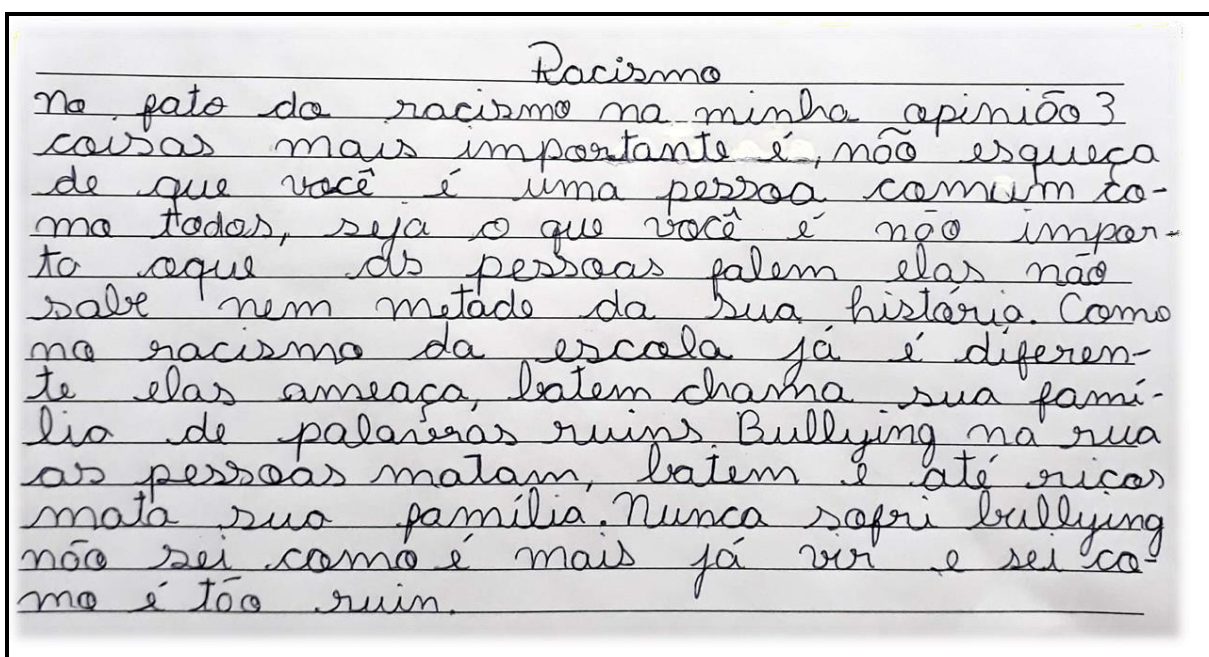 Racismo
No fato do racismo na minha opinião 3
coisas mais importante é, não esqueça
de que você é uma pessoa comum co-
mo todos, seja o que você é não impor-
ta oque as pessoas falem elas não
sabe nem metade da sua história. Como
no racismo da escola já é diferen-
te elas ameaça, batem chama sua famí-
lia de palavras ruins. Bullying na rua
as pessoas matam, batem e até ricos
mata sua família. Nunca sofri bullying
não sei como é mais já vir e sei co-
mo é tão ruin.